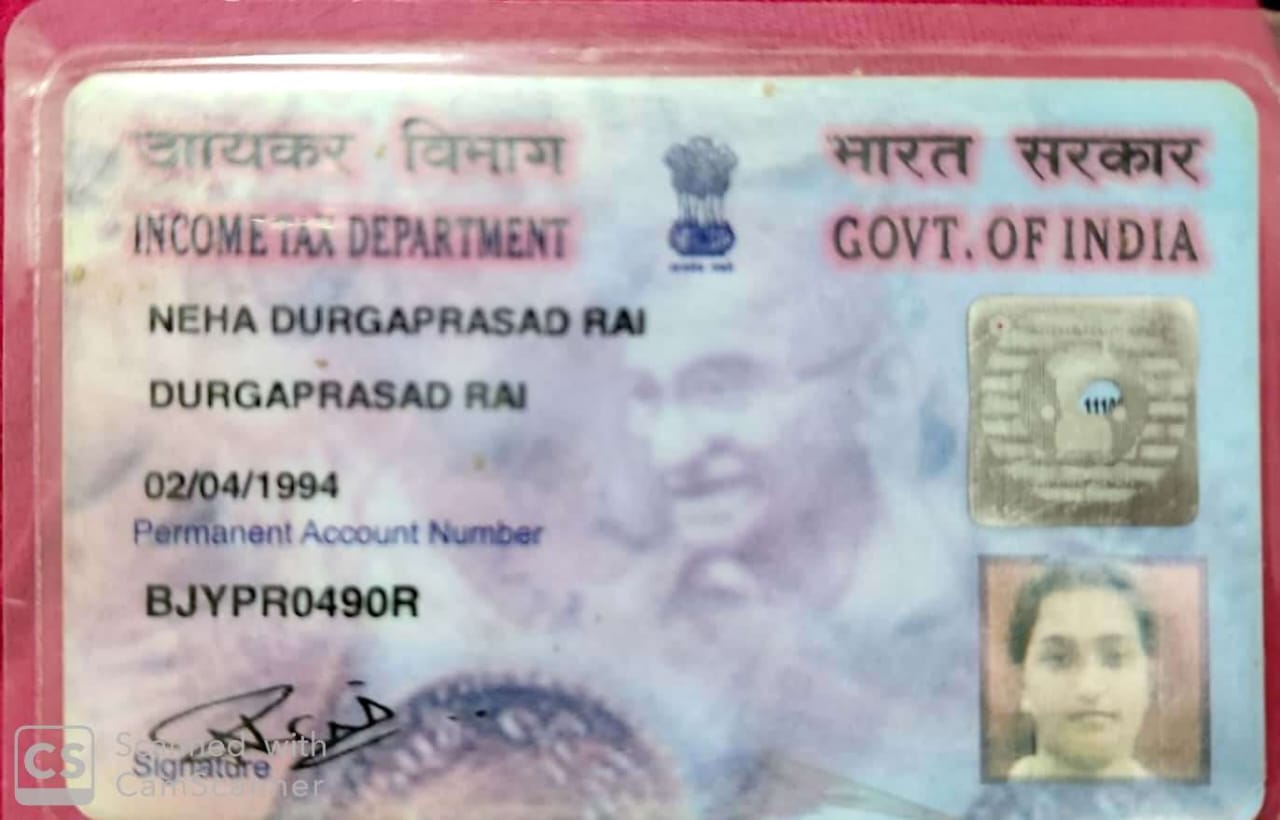 आयकर विभाग
INCOME TAX DEPARTMENT
भारत सरकार
GOVT. OF INDIA
NEHA DURGAPRASAD RAI
DURGAPRASAD RAI
02/04/1994
Permanent Account Number
BJYPR0490R
Signature
CS
Scanned with
CamScanner